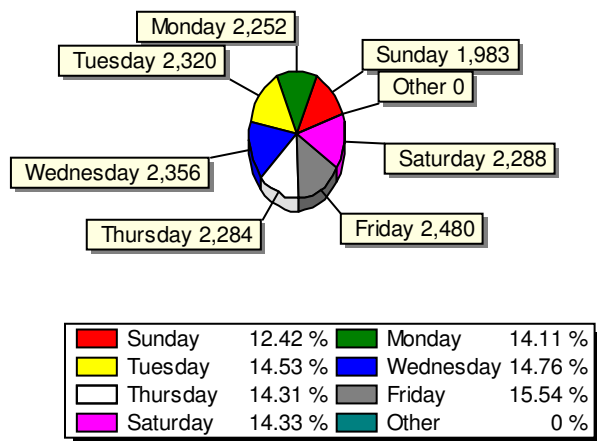 Monday 2,252
Sunday 1,983
Tuesday 2,320
Other 0
Wednesday 2,356
Saturday 2,288
Thursday 2,284
Friday 2,480
Sunday 12.42 % Monday 14.11 %
Tuesday 14.53 % Wednesday 14.76 %
Thursday 14.31 % Friday 15.54 %
Saturday 14.33 % Other 0 %